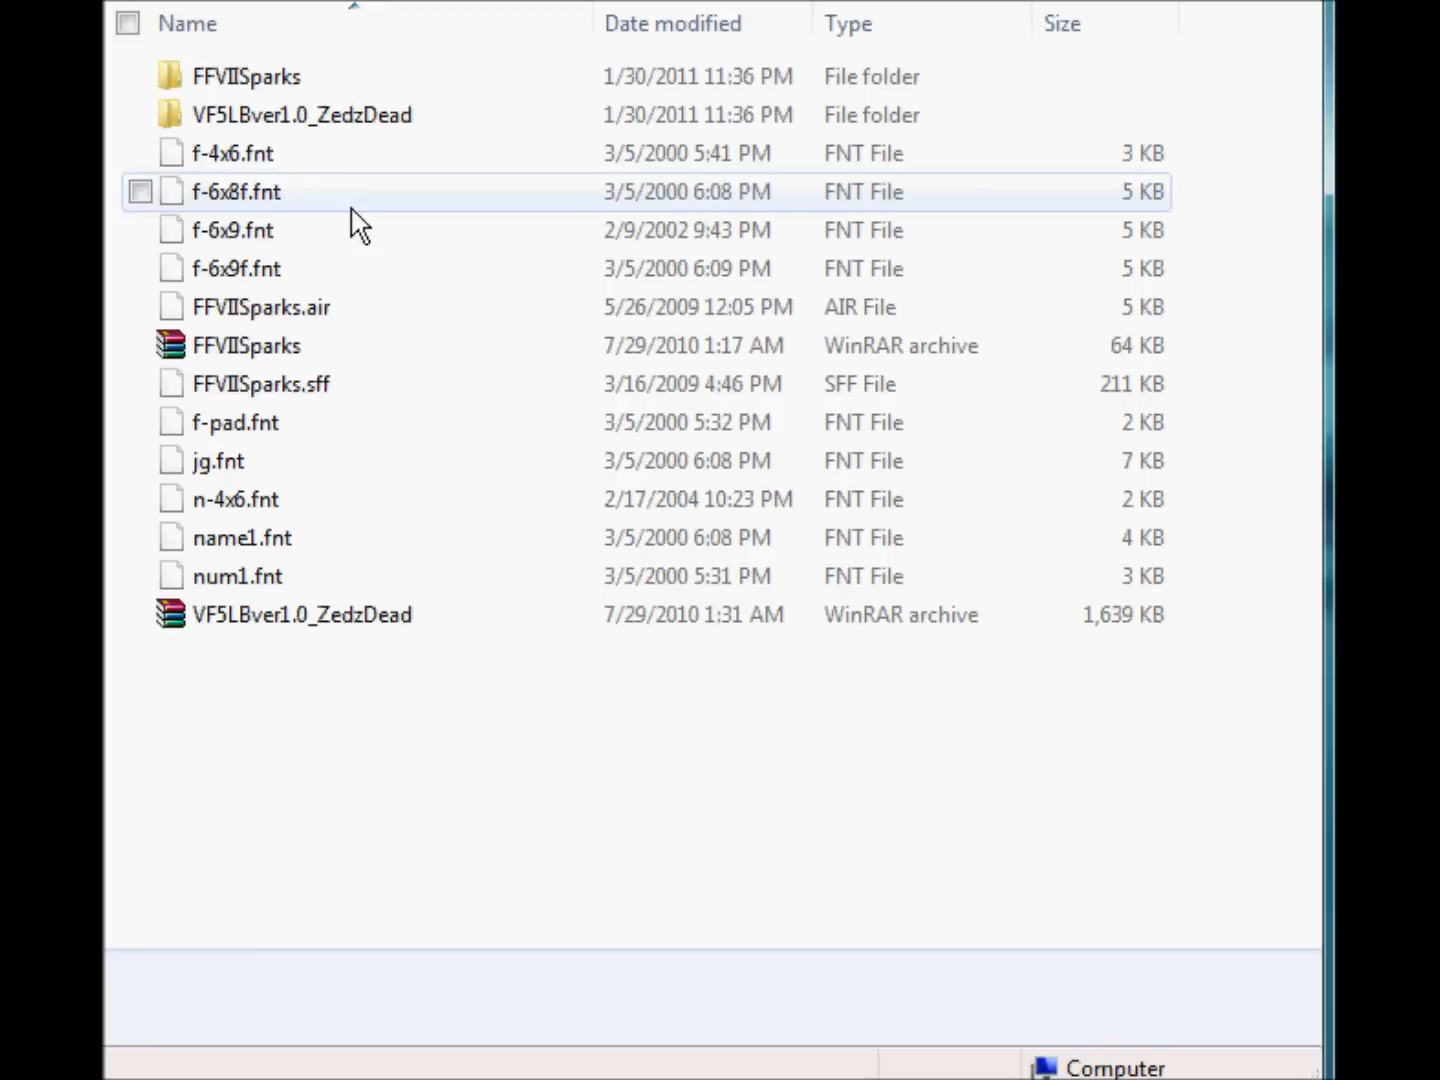 Name Date modified Type Size
FFVIISparks 1/30/2011 11:36 PM File folder
VF5LBver1.0_ZedzDead 1/30/2011 11:36 PM File folder
f-4x6.fnt 3/5/2000 5:41 PM FNT File 3 KB
f-6x8f.fnt 3/5/2000 6:08 PM FNT File 5 KB
f-6x9.fnt 2/9/2002 9:43 PM FNT File 5 KB
f-6x9f.fnt 3/5/2000 6:09 PM FNT File 5 KB
FFVIISparks.air 5/26/2009 12:05 PM AIR File 5 KB
FFVIISparks 7/29/2010 1:17 AM WinRAR archive 64 KB
FFVIISparks.sff 3/16/2009 4:46 PM SFF File 211 KB
f-pad.fnt 3/5/2000 5:32 PM FNT File 2 KB
jg.fnt 3/5/2000 6:08 PM FNT File 7 KB
n-4x6.fnt 2/17/2004 10:23 PM FNT File 2 KB
name1.fnt 3/5/2000 6:08 PM FNT File 4 KB
num1.fnt 3/5/2000 5:31 PM FNT File 3 KB
VF5LBver1.0_ZedzDead 7/29/2010 1:31 AM WinRAR archive 1,639 KB
Computer